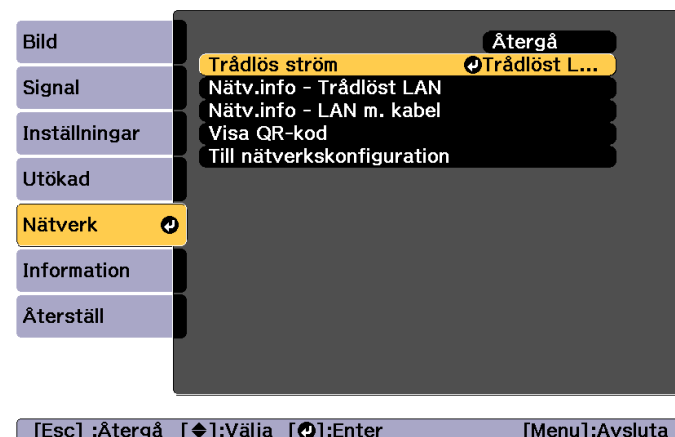 Bild
Signal
Inställningar
Utökad
Nätverk
Information
Återställ
Återgå
Trådlös ström Trådlöst L...
Nätv.info - Trådlöst LAN
Nätv.info - LAN m. kabel
Visa QR-kod
Till nätverkskonfiguration
[Esc] :Återgå [◆]:Välja [⏎]:Enter [Menu]:Avsluta